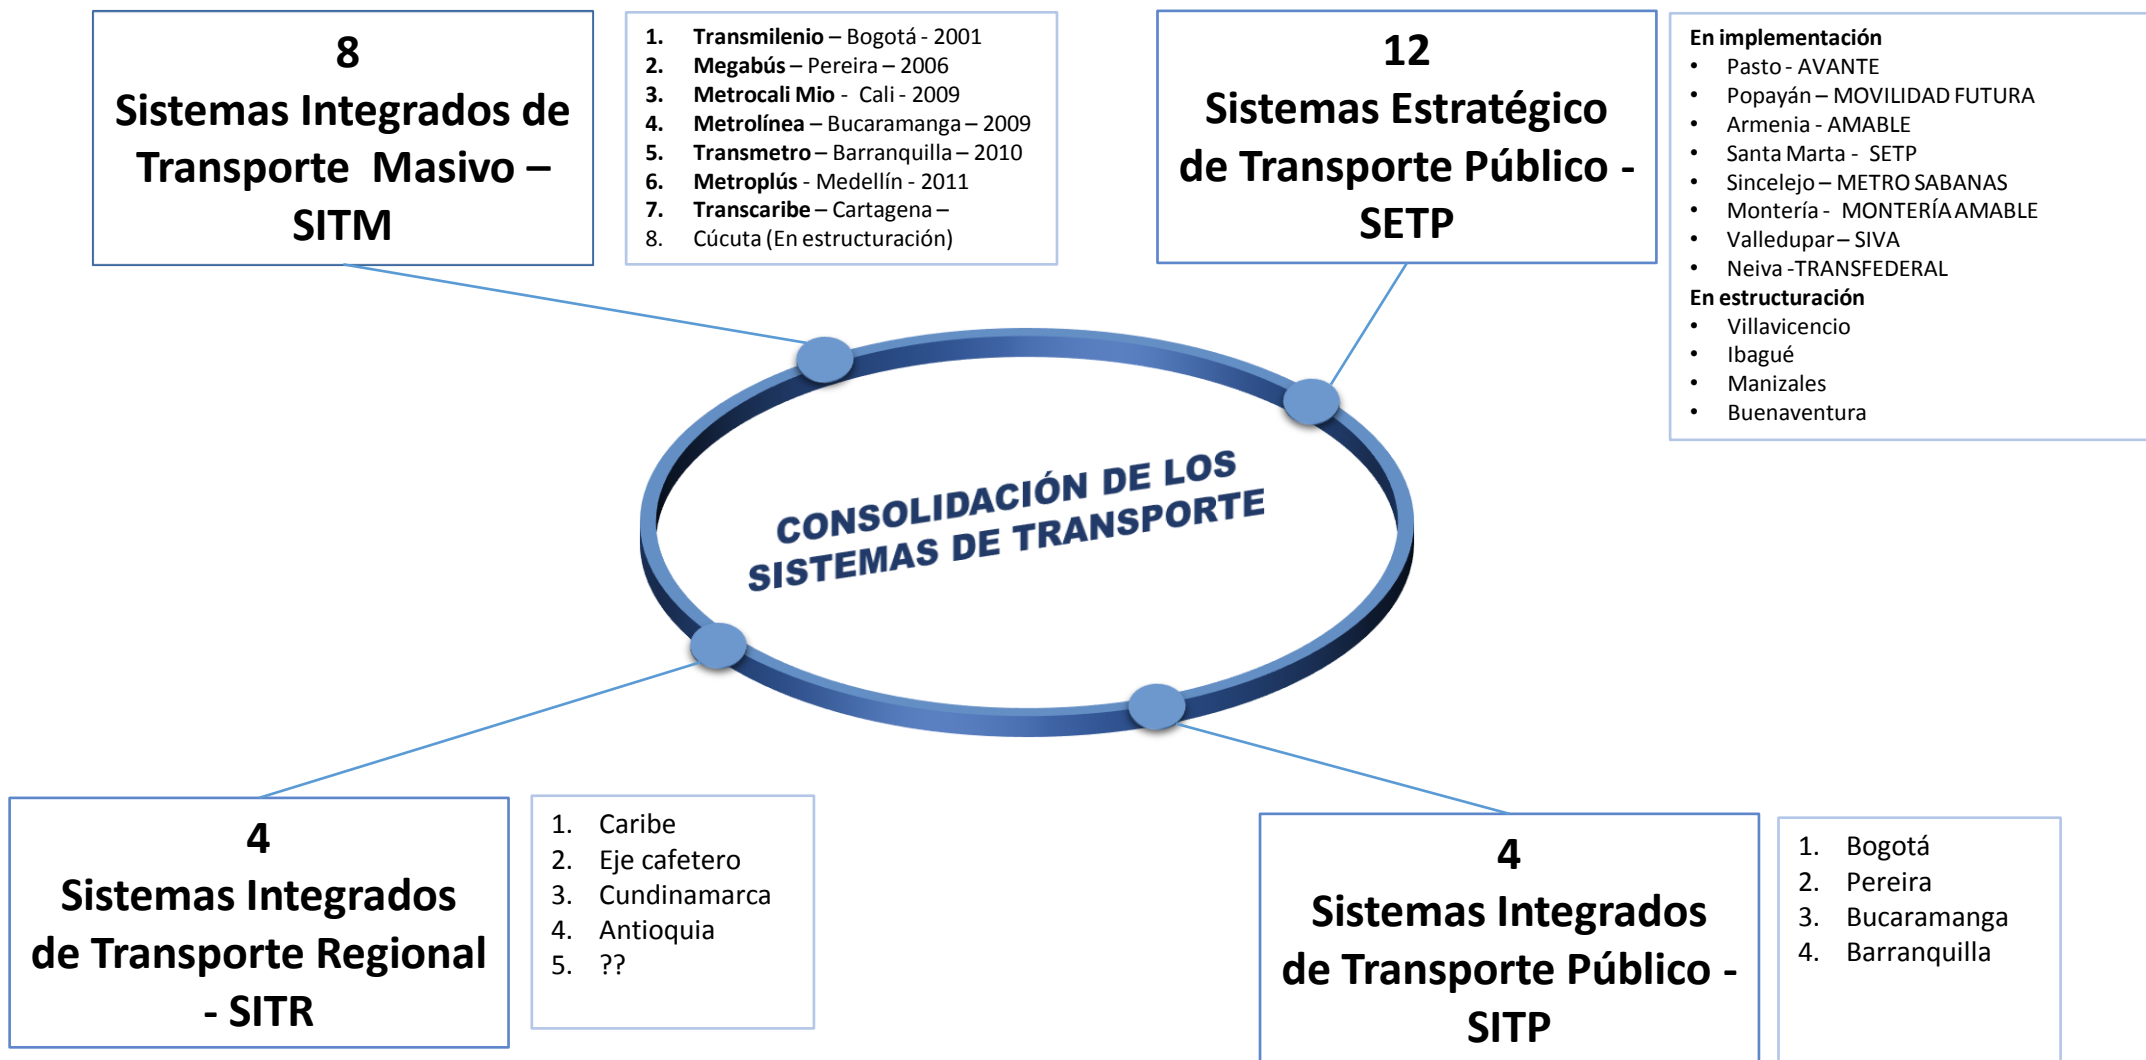 8
Sistemas Integrados de
Transporte Masivo –
SITM
1. Transmilenio – Bogotá - 2001
2. Megabús – Pereira – 2006
3. Metrocali Mio - Cali - 2009
4. Metrolínea – Bucaramanga – 2009
5. Transmetro – Barranquilla – 2010
6. Metroplús - Medellín - 2011
7. Transcaribe – Cartagena –
8. Cúcuta (En estructuración)
12
Sistemas Estratégico
de Transporte Público -
SETP
En implementación
• Pasto - AVANTE
• Popayán – MOVILIDAD FUTURA
• Armenia - AMABLE
• Santa Marta - SETP
• Sincelejo – METRO SABANAS
• Montería - MONTERÍA AMABLE
• Valledupar – SIVA
• Neiva -TRANSFEDERAL
En estructuración
• Villavicencio
• Ibagué
• Manizales
• Buenaventura
CONSOLIDACIÓN DE LOS
SISTEMAS DE TRANSPORTE
4
Sistemas Integrados
de Transporte Regional
- SITR
1. Caribe
2. Eje cafetero
3. Cundinamarca
4. Antioquia
5. ??
4
Sistemas Integrados
de Transporte Público -
SITP
1. Bogotá
2. Pereira
3. Bucaramanga
4. Barranquilla